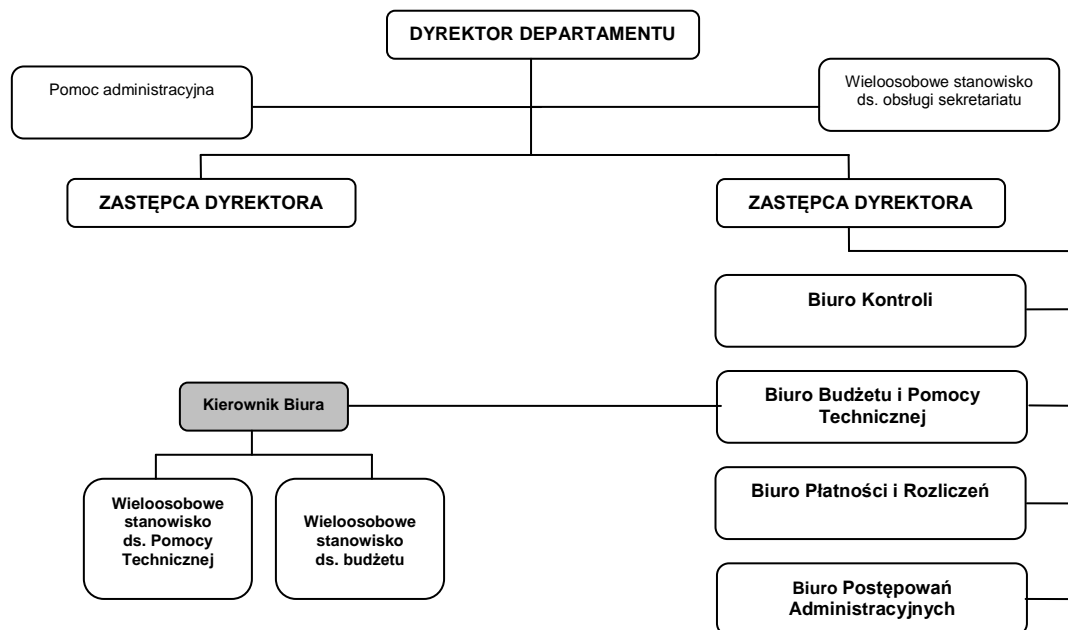 DYREKTOR DEPARTAMENTU
Pomoc administracyjna
Wieloosobowe stanowisko
ds. obsługi sekretariatu
ZASTĘPCA DYREKTORA
ZASTĘPCA DYREKTORA
Biuro Kontroli
Kierownik Biura
Biuro Budżetu i Pomocy
Technicznej
Wieloosobowe
stanowisko
ds. Pomocy
Technicznej
Wieloosobowe
stanowisko
ds. budżetu
Biuro Płatności i Rozliczeń
Biuro Postępowań
Administracyjnych